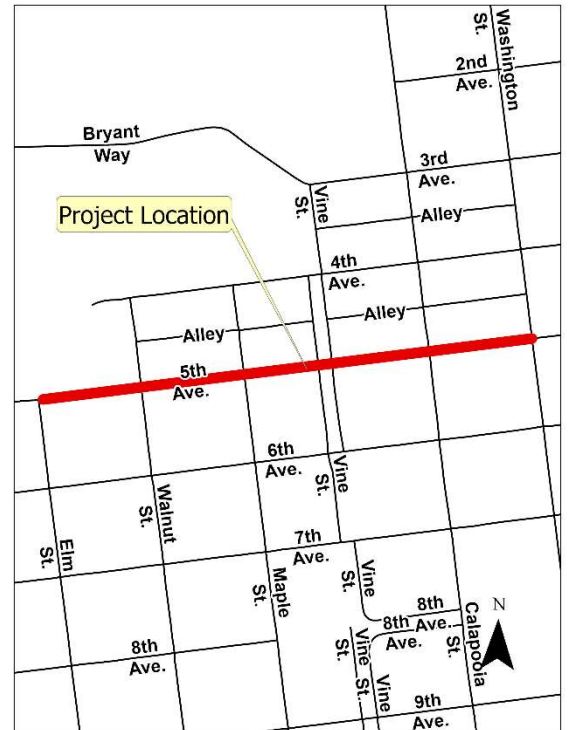 Washington
St.
2nd
Ave.
Bryant
Way
3rd
Ave.
Vine
St.
Alley
Project Location
4th
Ave.
Alley
Alley
5th
Ave.
6th
Ave.
Vine
St.
Walnut
St.
Elm
St.
7th
Ave.
Maple
St.
Vine
St.
8th
Ave.
8th
Ave.
Calapooia
St.
N
8th
Ave.
Vine
St.
Vine
9th
Ave.